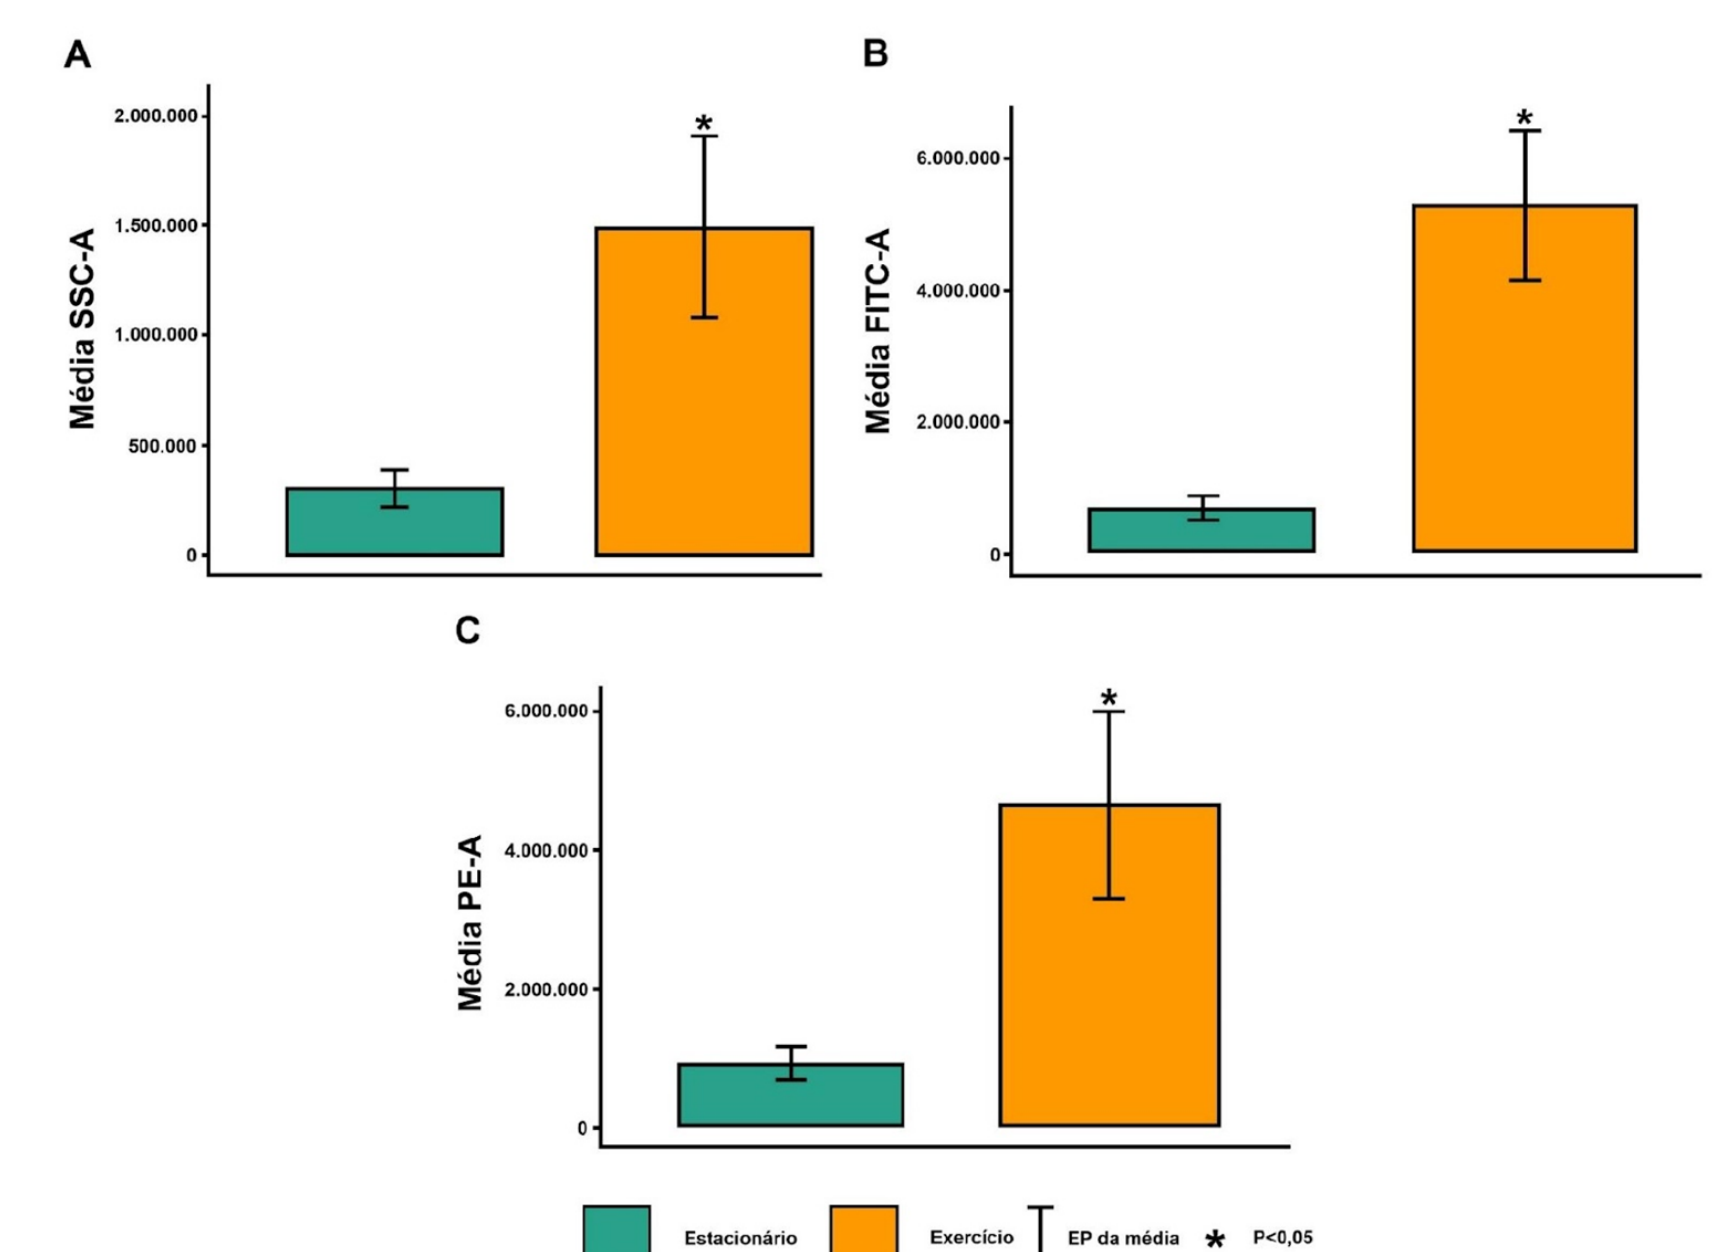 A
Média SSC-A
2.000.000
1.500.000
1.000.000
500.000
0
*
B
Média FITC-A
6.000.000
4.000.000
2.000.000
0
*
C
Média PE-A
6.000.000
4.000.000
2.000.000
0
*
Estacionário Exercício EP da média * P<0,05